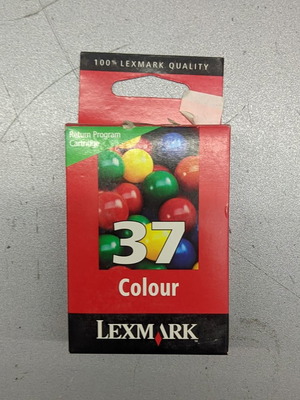 100% LEXMARK QUALITY
Return Program
Cartridge
37
Colour
LEXMARK